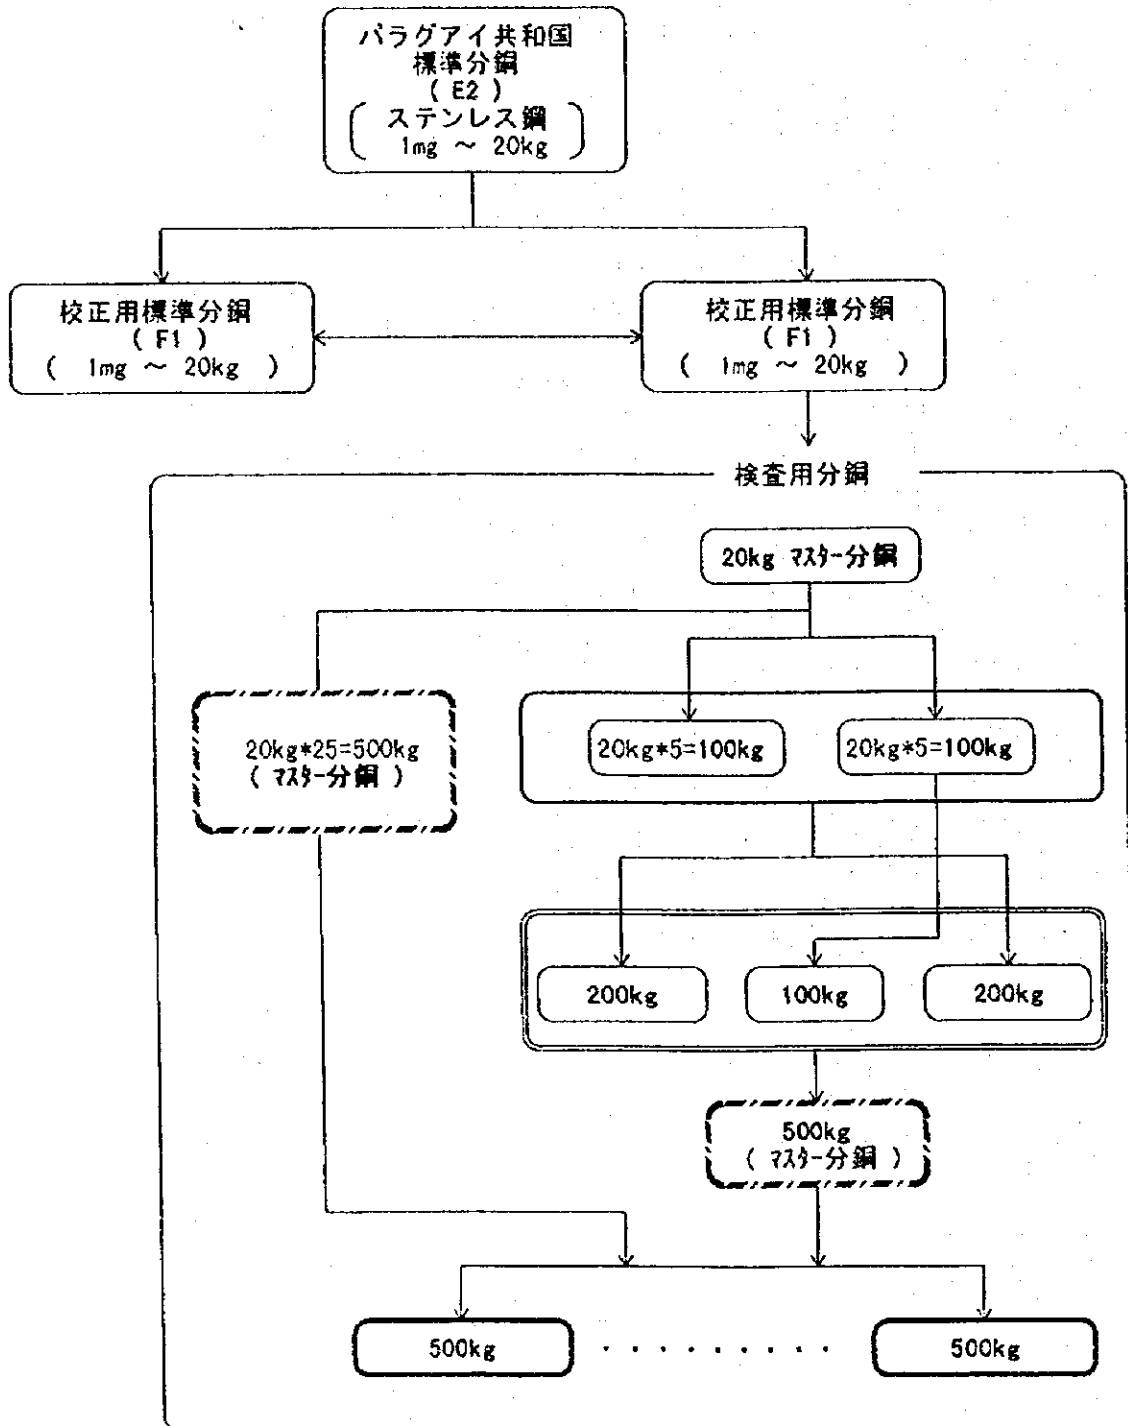 パラグアイ共和国
標準分銅
( E2 )
ステンレス鋼
1mg ～ 20kg
校正用標準分銅
( F1 )
( 1mg ～ 20kg )
校正用標準分銅
( F1 )
( 1mg ～ 20kg )
検査用分銅
20kg ﾏｽﾀｰ分銅
20kg*25=500kg
( ﾏｽﾀｰ分銅 )
20kg*5=100kg
20kg*5=100kg
200kg
100kg
200kg
500kg
( ﾏｽﾀｰ分銅 )
500kg
· · · · · · · · ·
500kg